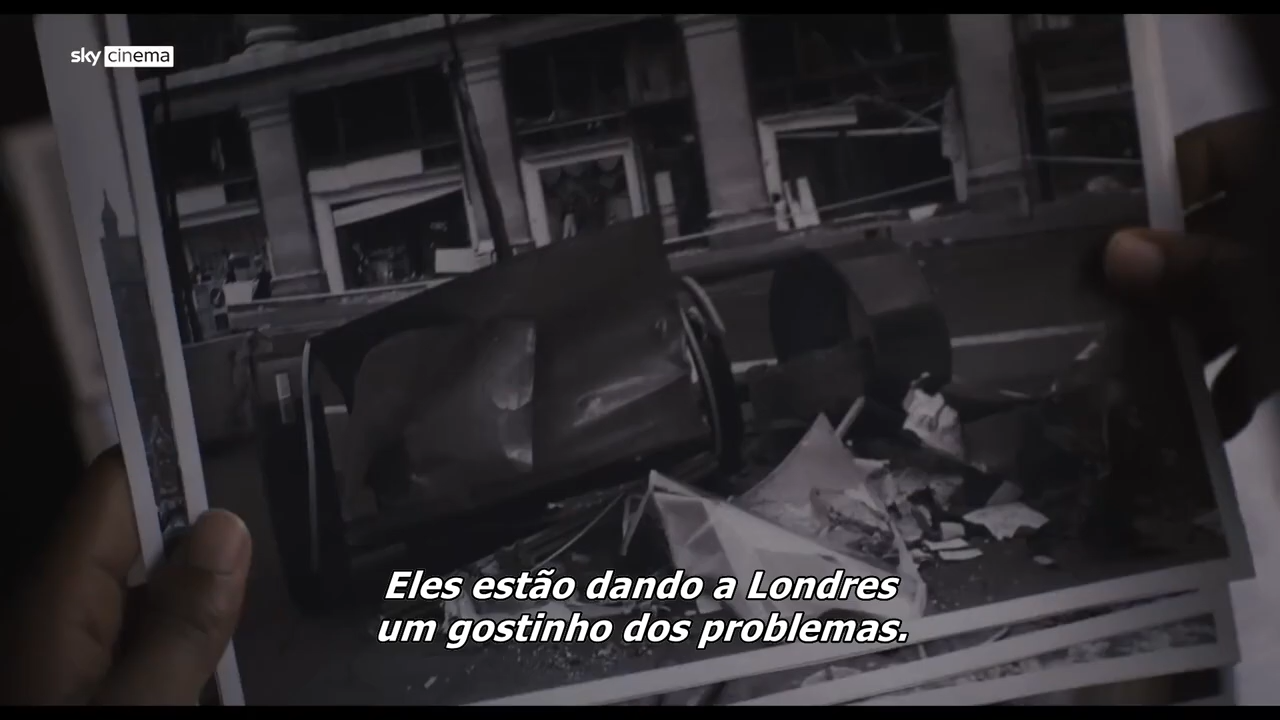 sky cinema
Eles estão dando a Londres
um gostinho dos problemas.